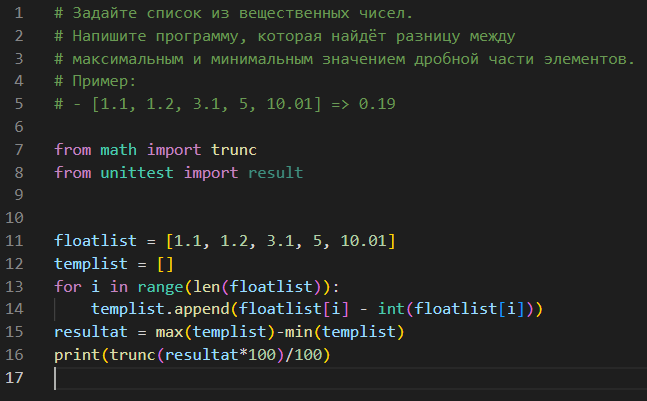 1 # Задайте список из вещественных чисел.
2 # Напишите программу, которая найдёт разницу между
3 # максимальным и минимальным значением дробной части элементов.
4 # Пример:
5 # - [1.1, 1.2, 3.1, 5, 10.01] => 0.19
6
7 from math import trunc
8 from unittest import result
9
10
11 floatlist = [1.1, 1.2, 3.1, 5, 10.01]
12 templist = []
13 for i in range(len(floatlist)):
14     templist.append(floatlist[i] - int(floatlist[i]))
15 resultat = max(templist)-min(templist)
16 print(trunc(resultat*100)/100)
17